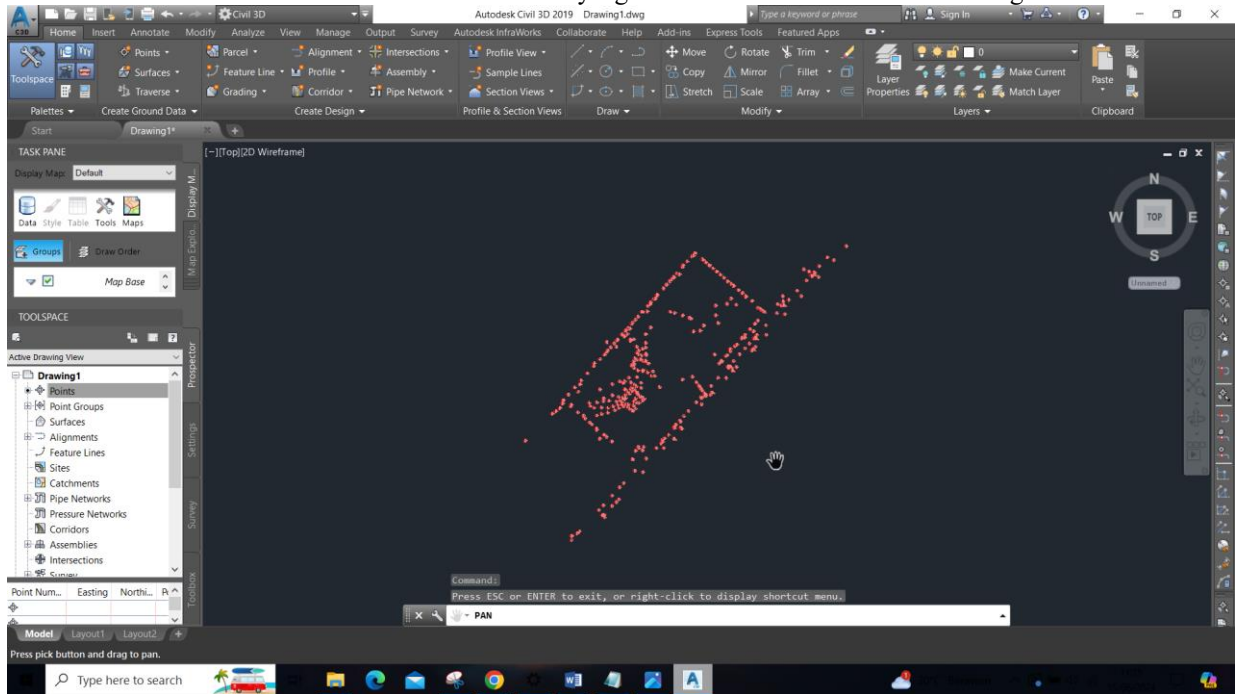 Civil 3D
Autodesk Civil 3D 2019 Drawing1.dwg
Type a keyword or phrase
Sign In
C3D
Home Insert Annotate Modify Analyze View Manage Output Survey Autodesk InfraWorks Collaborate Help Add-ins Express Tools Featured Apps
Toolspace
Points
Surfaces
Traverse
Parcel
Feature Line
Grading
Alignment
Profile
Corridor
Intersections
Assembly
Pipe Network
Profile View
Sample Lines
Section Views
Move
Copy
Stretch
Rotate
Mirror
Scale
Trim
Fillet
Array
Layer
Properties
0
Make Current
Match Layer
Paste
Palettes
Create Ground Data
Create Design
Profile & Section Views
Draw
Modify
Layers
Clipboard
Start
Drawing1*
TASK PANE
Display Map: Default
Data Style Table Tools Maps
Groups
Draw Order
Map Base
Display M...
Map Explo...
[−][Top][2D Wireframe]
N
W
TOP
E
S
Unnamed
TOOLSPACE
Active Drawing View
Drawing1
Points
Point Groups
Surfaces
Alignments
Feature Lines
Sites
Catchments
Pipe Networks
Pressure Networks
Corridors
Assemblies
Intersections
Survey
Prospector
Settings
Survey
Toolbox
Point Num... Easting Northi...
Command:
Press ESC or ENTER to exit, or right-click to display shortcut menu.
PAN
Model Layout1 Layout2
Press pick button and drag to pan.
Type here to search